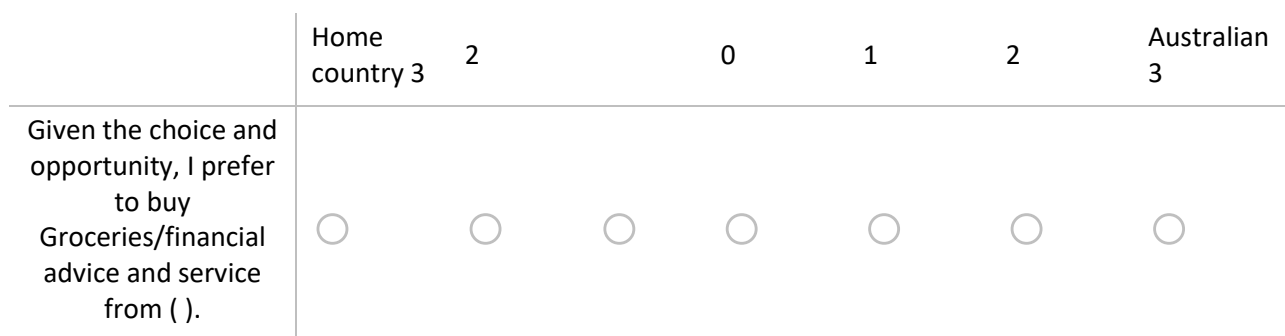 Home
country 3
2
0
1
2
Australian
3
Given the choice and
opportunity, I prefer
to buy
Groceries/financial
advice and service
from ( ).